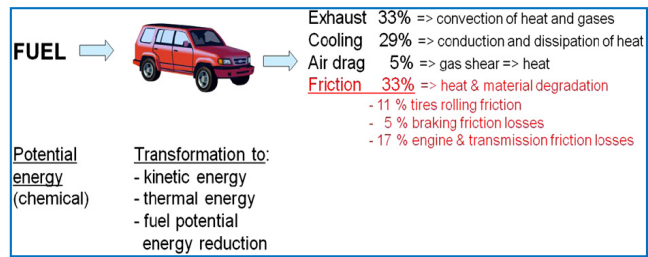 Exhaust 33% => convection of heat and gases
Cooling 29% => conduction and dissipation of heat
Air drag 5% => gas shear => heat
Friction 33% => heat & material degradation
- 11 % tires rolling friction
- 5 % braking friction losses
- 17 % engine & transmission friction losses
FUEL
Potential
energy
(chemical)
Transformation to:
- kinetic energy
- thermal energy
- fuel potential
energy reduction